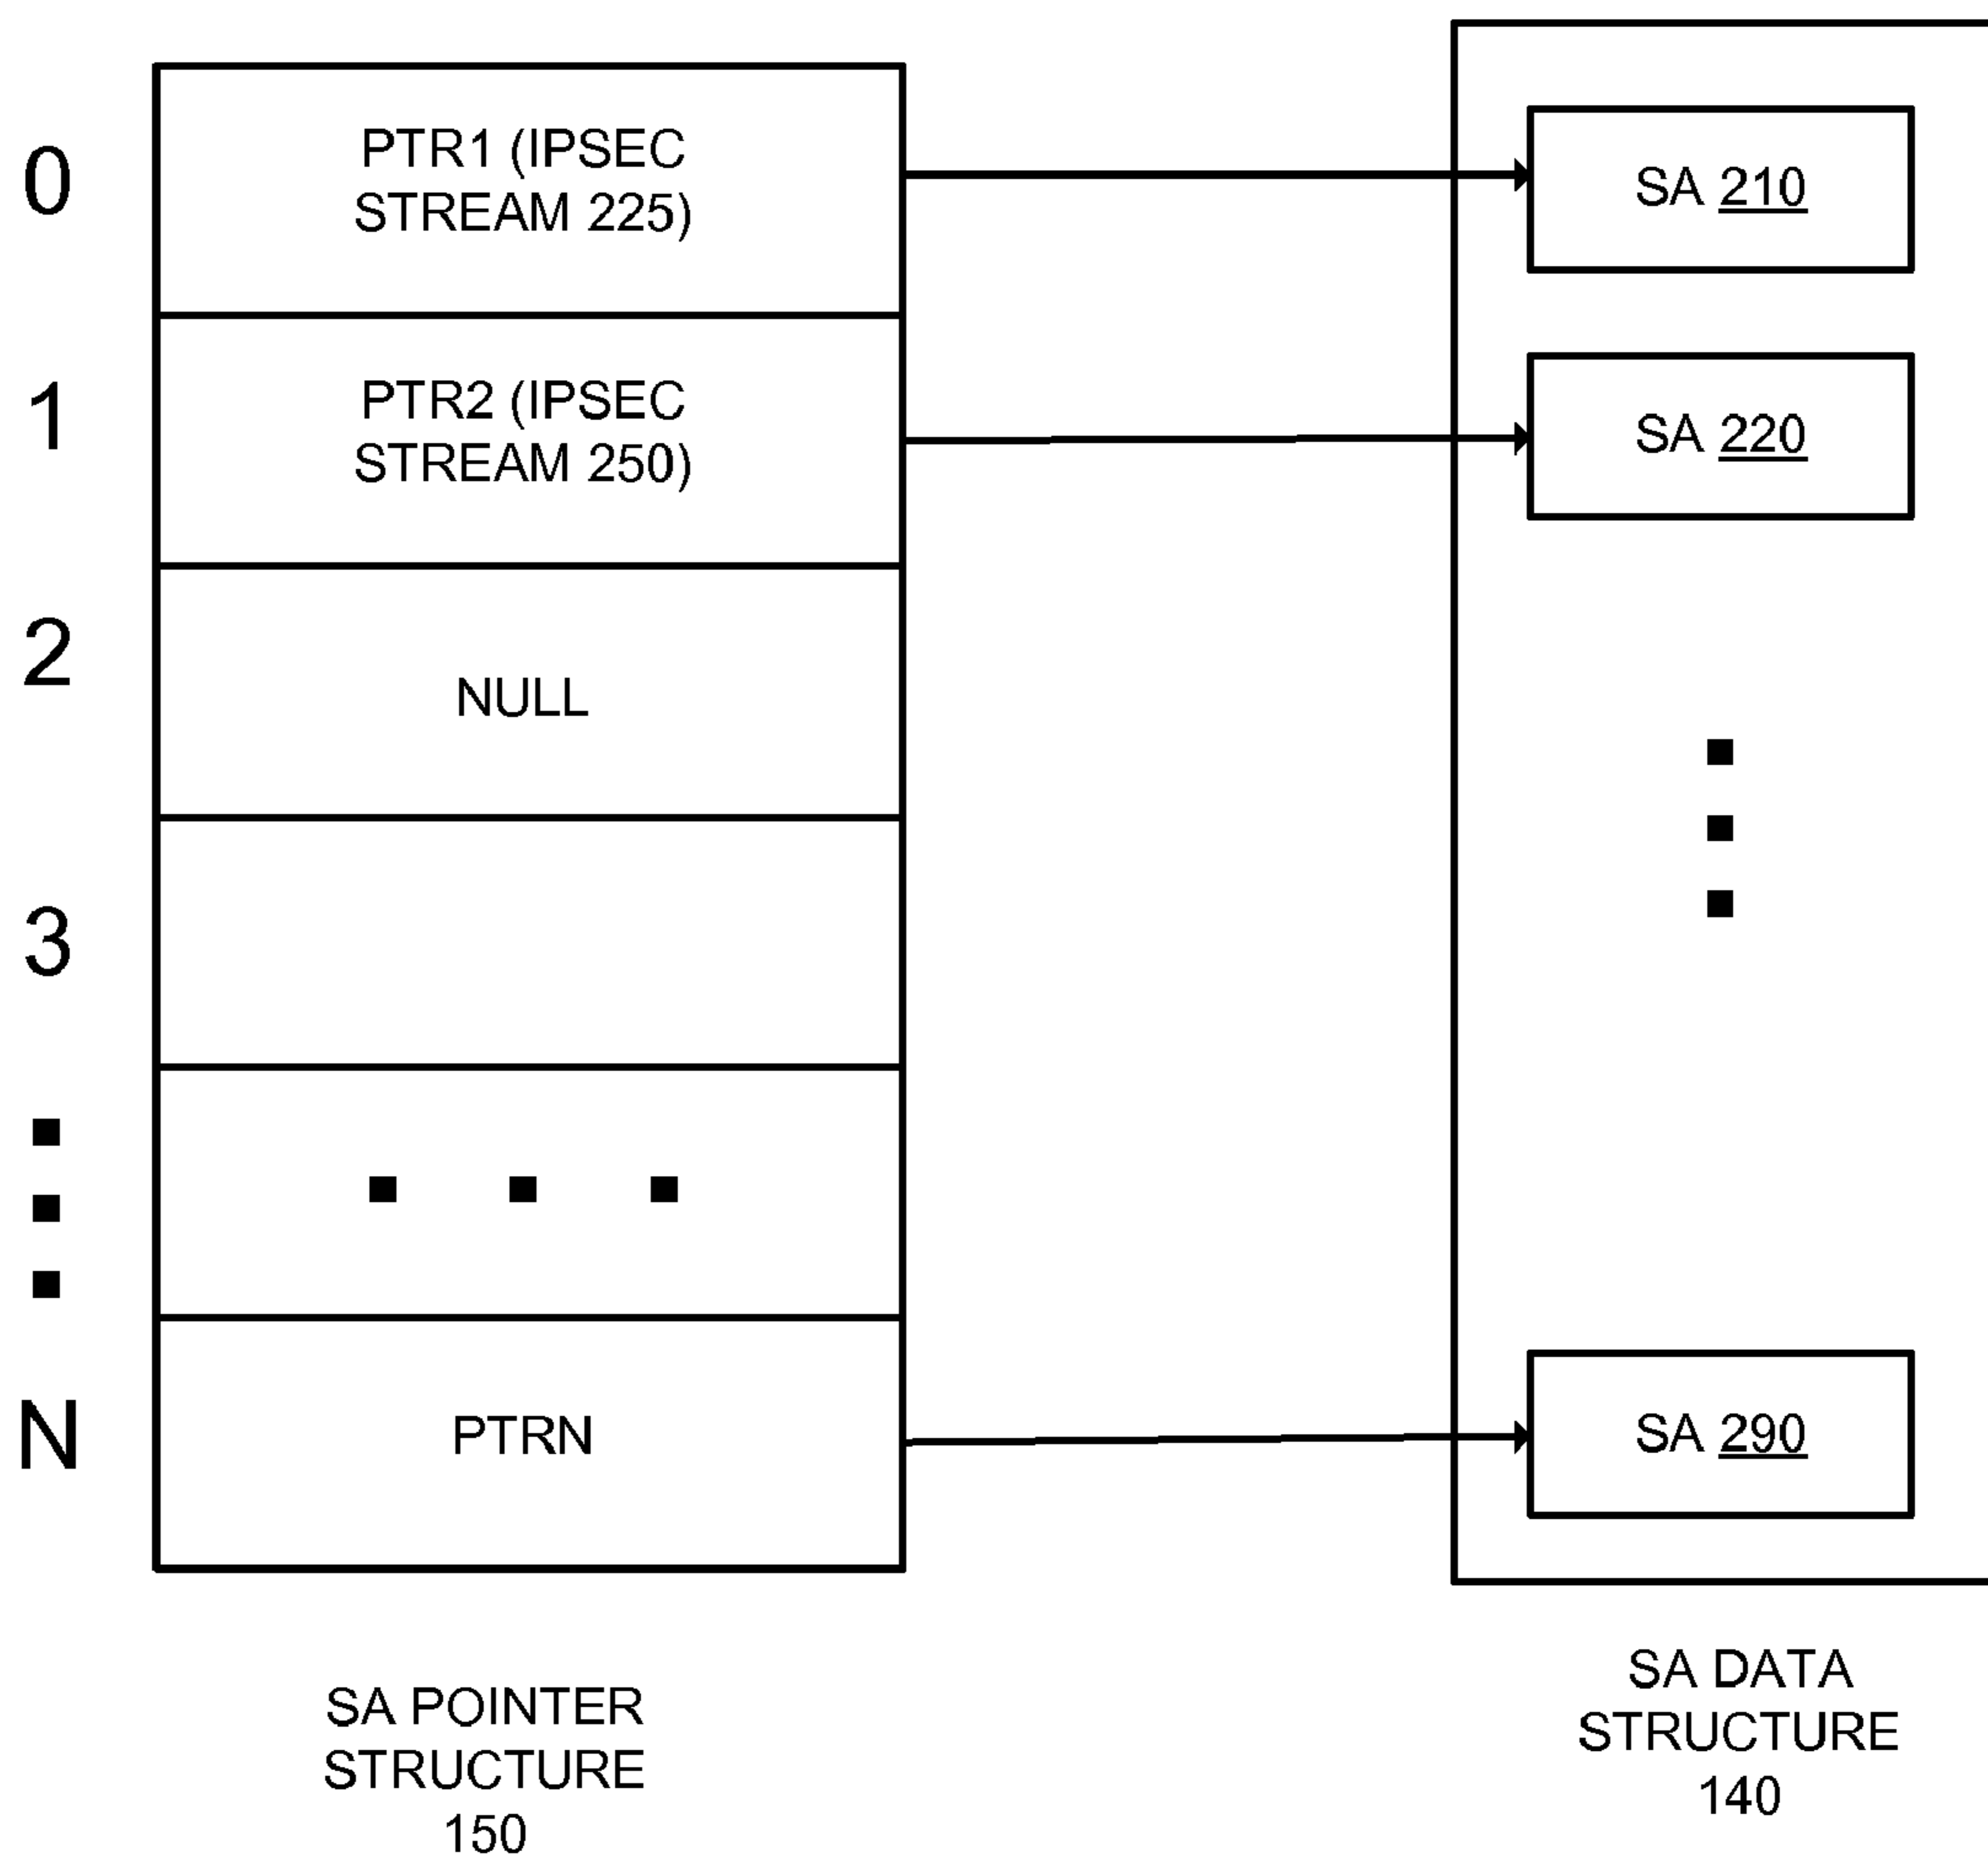 0
PTR1 (IPSEC
STREAM 225)
SA 210
1
PTR2 (IPSEC
STREAM 250)
SA 220
2
NULL
3
N
PTRN
SA 290
SA POINTER
STRUCTURE
150
SA DATA
STRUCTURE
140